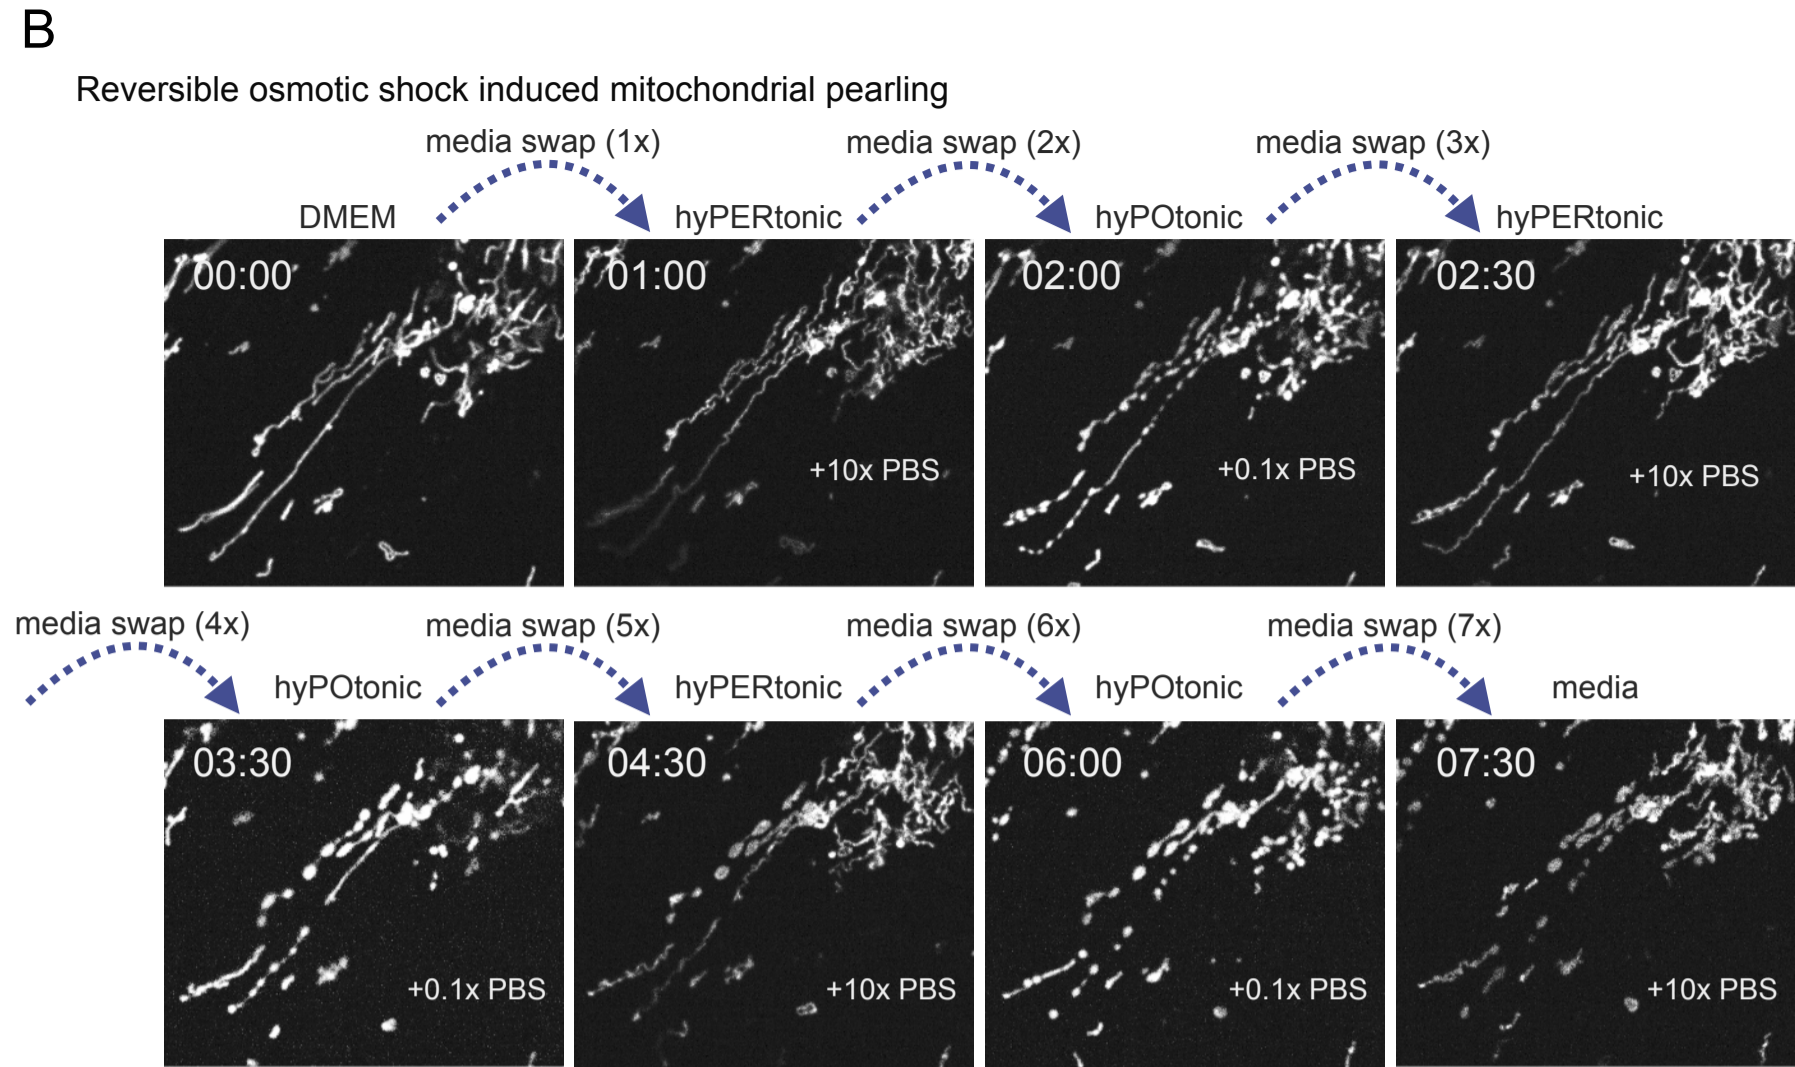 B
Reversible osmotic shock induced mitochondrial pearling
media swap (1x) media swap (2x) media swap (3x)
DMEM hyPERtonic hyPOtonic hyPERtonic
00:00 01:00 02:00 02:30
+10x PBS +0.1x PBS +10x PBS
media swap (4x) media swap (5x) media swap (6x) media swap (7x)
hyPOtonic hyPERtonic hyPOtonic media
03:30 04:30 06:00 07:30
+0.1x PBS +10x PBS +0.1x PBS +10x PBS